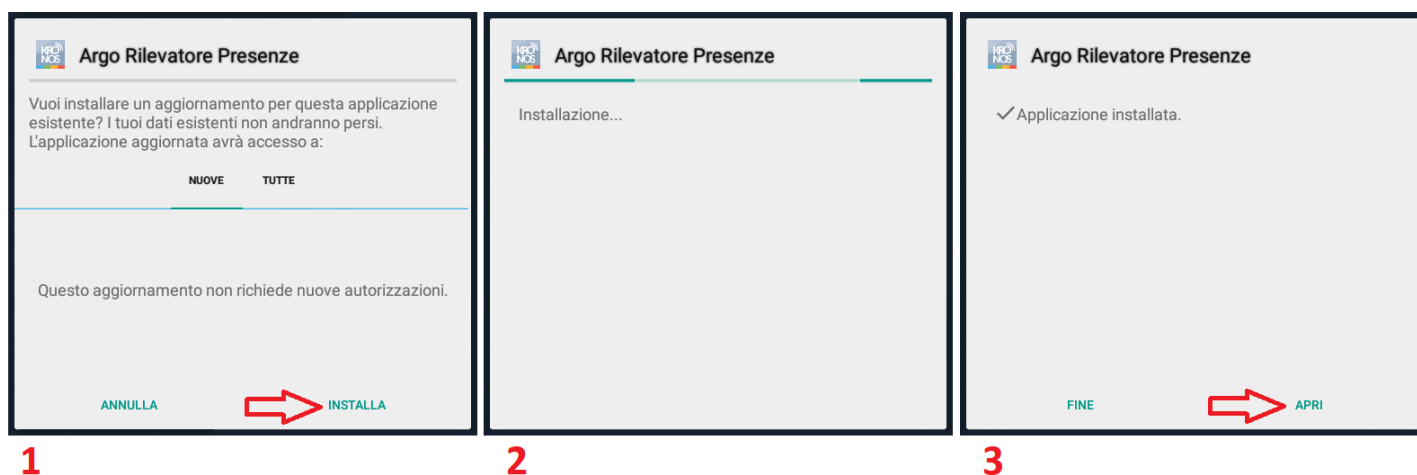 KRO
NOS
Argo Rilevatore Presenze
Vuoi installare un aggiornamento per questa applicazione
esistente? I tuoi dati esistenti non andranno persi.
L'applicazione aggiornata avrà accesso a:
NUOVE TUTTE
Questo aggiornamento non richiede nuove autorizzazioni.
ANNULLA INSTALLA
1
KRO
NOS
Argo Rilevatore Presenze
Installazione...
2
KRO
NOS
Argo Rilevatore Presenze
Applicazione installata.
FINE APRI
3